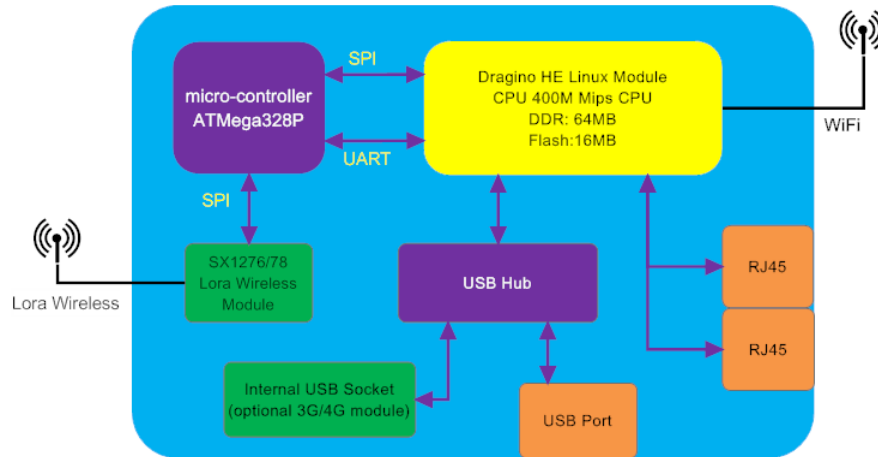 SPI
micro-controller
ATMega328P
Dragino HE Linux Module
CPU 400M Mips CPU
DDR: 64MB
Flash:16MB
WiFi
UART
SPI
SX1276/78
Lora Wireless
Module
Lora Wireless
USB Hub
RJ45
RJ45
Internal USB Socket
(optional 3G/4G module)
USB Port